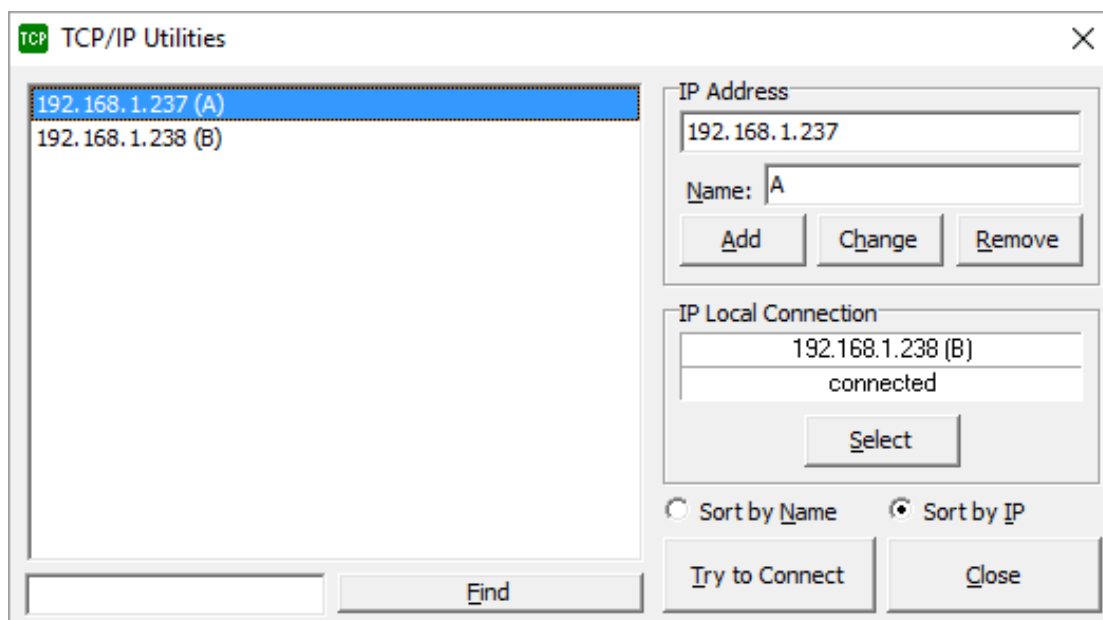 TCP TCP/IP Utilities
192.168.1.237 (A)
192.168.1.238 (B)
Find
IP Address
192.168.1.237
Name: A
Add Change Remove
IP Local Connection
192.168.1.238 (B)
connected
Select
Sort by Name Sort by IP
Try to Connect Close